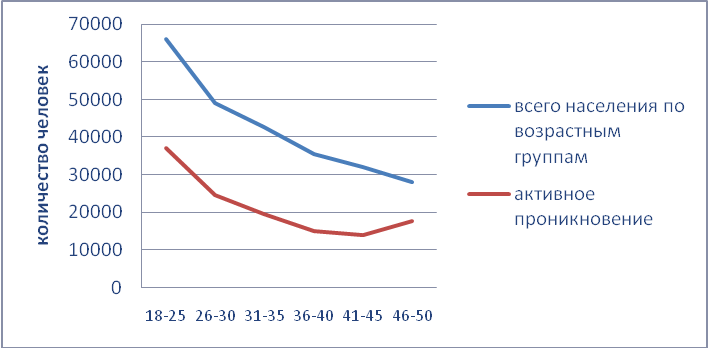 70000
60000
50000
40000
30000
20000
10000
0
количество человек
18-25 26-30 31-35 36-40 41-45 46-50
всего населения по
возрастным
группам
активное
проникновение